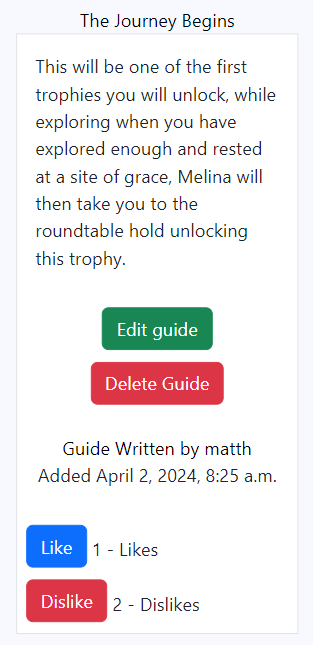 The Journey Begins
This will be one of the first
trophies you will unlock, while
exploring when you have
explored enough and rested
at a site of grace, Melina will
then take you to the
roundtable hold unlocking
this trophy.
Edit guide
Delete Guide
Guide Written by matth
Added April 2, 2024, 8:25 a.m.
Like 1 - Likes
Dislike 2 - Dislikes